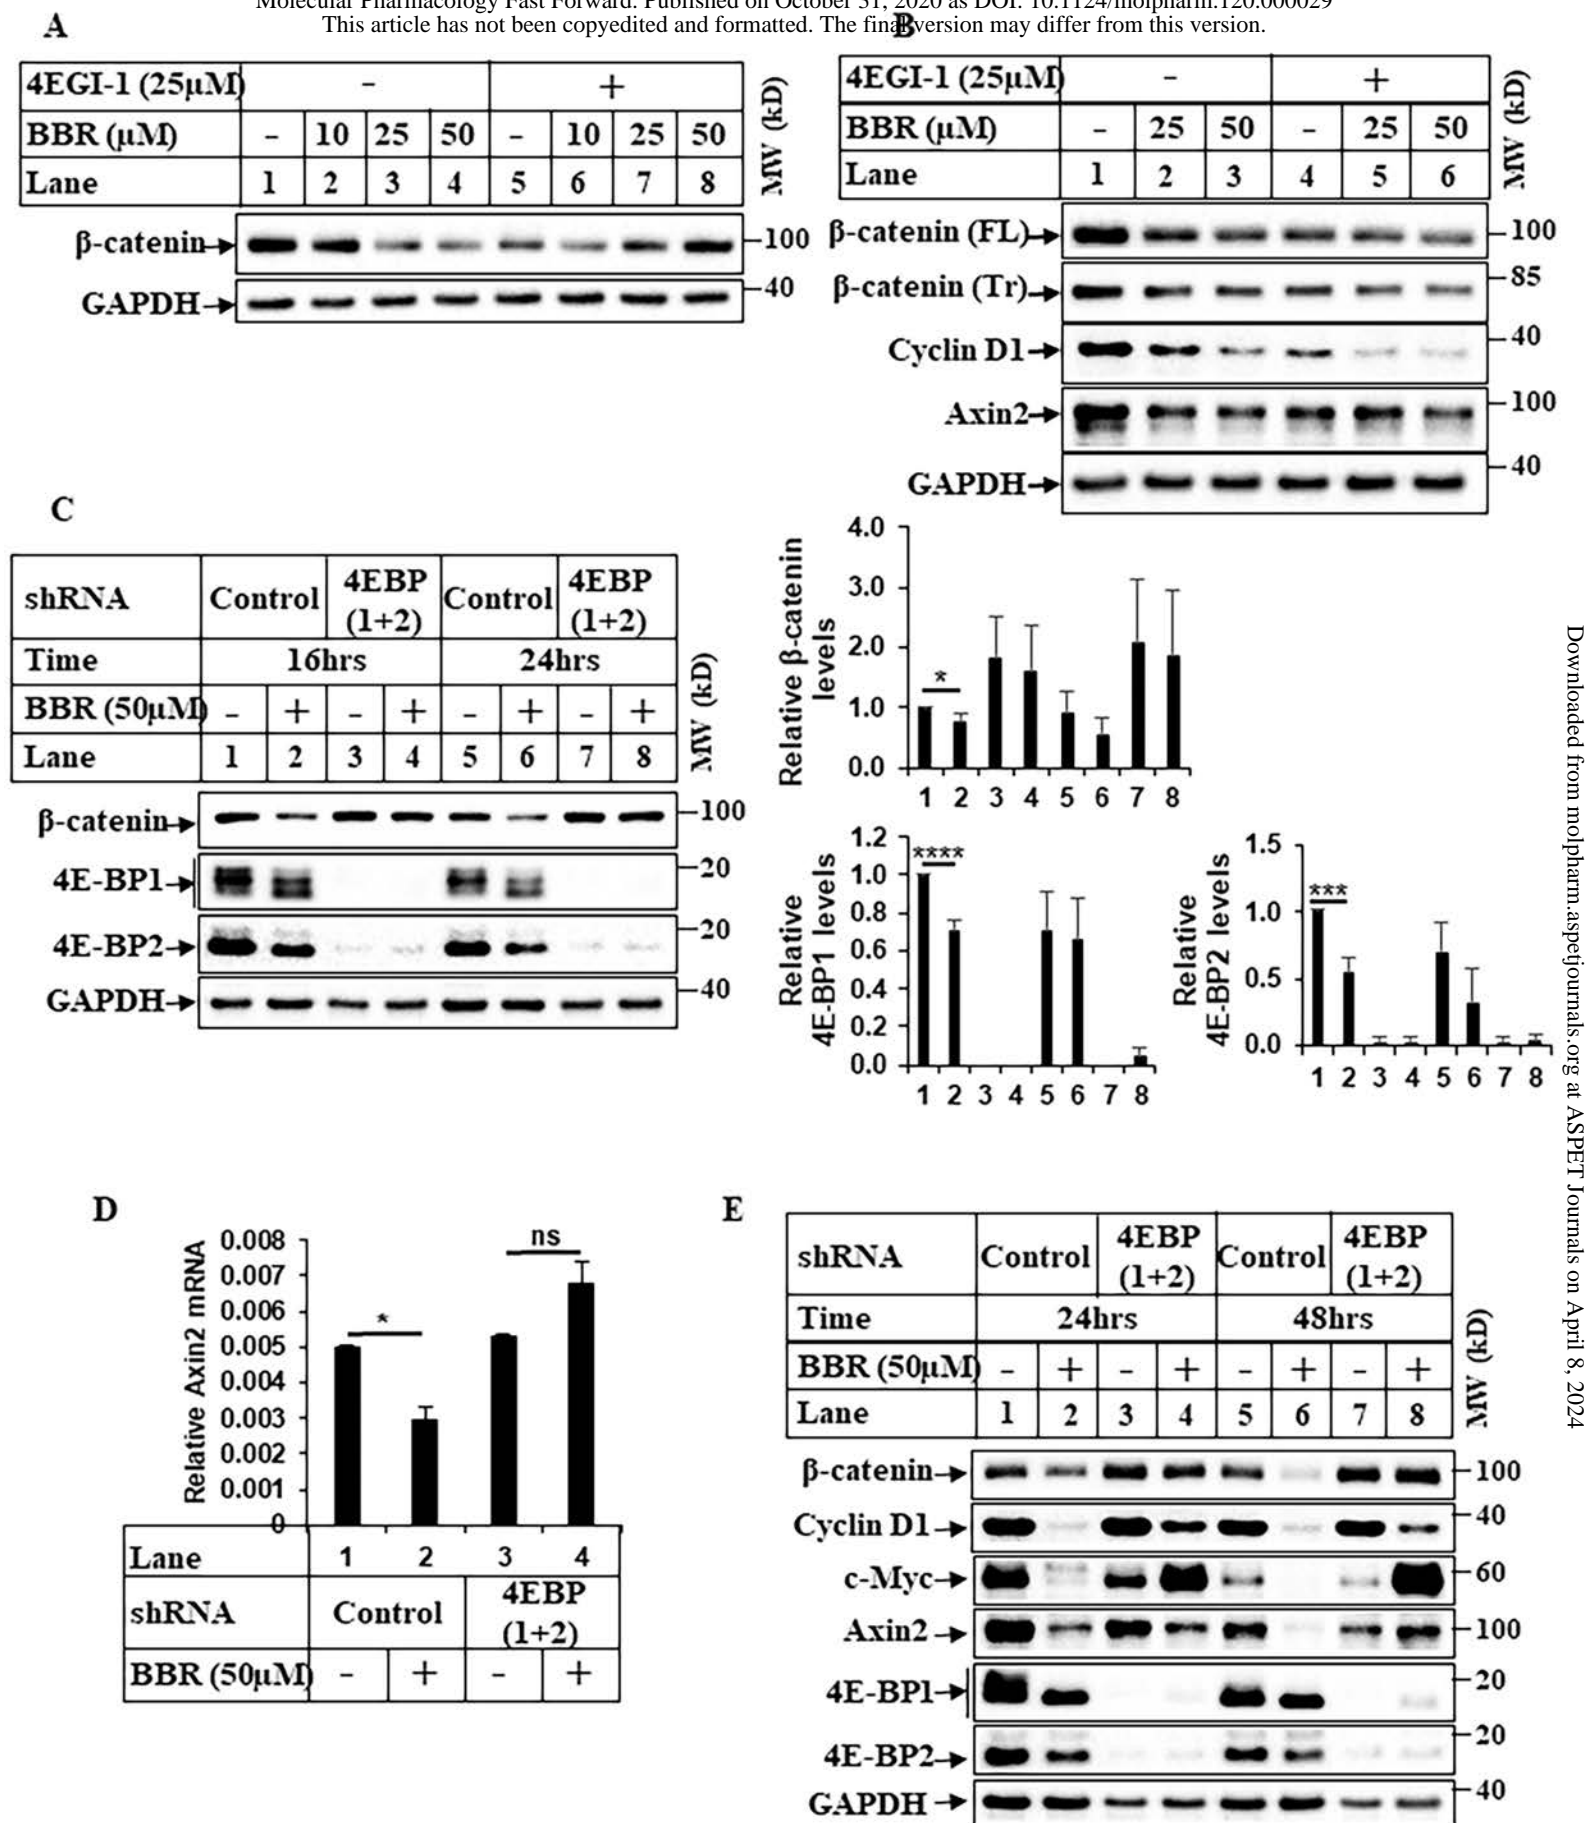 Molecular Pharmacology Fast Forward. Published on October 31, 2020 as DOI: 10.1124/molpharm.120.000029
This article has not been copyedited and formatted. The final version may differ from this version.
A
4EGI-1 (25µM) - +
BBR (µM) - 10 25 50 - 10 25 50
Lane 1 2 3 4 5 6 7 8
MW (kD)
β-catenin 100
GAPDH 40
B
4EGI-1 (25µM) - +
BBR (µM) - 25 50 - 25 50
Lane 1 2 3 4 5 6
MW (kD)
β-catenin (FL) 100
β-catenin (Tr) 85
Cyclin D1 40
Axin2 100
GAPDH 40
C
shRNA Control 4EBP (1+2) Control 4EBP (1+2)
Time 16hrs 24hrs
BBR (50µM) - + - + - + - +
Lane 1 2 3 4 5 6 7 8
MW (kD)
β-catenin 100
4E-BP1 20
4E-BP2 20
GAPDH 40
Relative β-catenin
levels
4.0
3.0
2.0
1.0
0.0
*
1 2 3 4 5 6 7 8
Relative
4E-BP1 levels
1.2
1.0
0.8
0.6
0.4
0.2
0.0
****
1 2 3 4 5 6 7 8
Relative
4E-BP2 levels
1.5
1.0
0.5
0.0
***
1 2 3 4 5 6 7 8
D
Relative Axin2 mRNA
0.008
0.007
0.006
0.005
0.004
0.003
0.002
0.001
0
*
ns
Lane 1 2 3 4
shRNA Control 4EBP (1+2)
BBR (50µM) - + - +
E
shRNA Control 4EBP (1+2) Control 4EBP (1+2)
Time 24hrs 48hrs
BBR (50µM) - + - + - + - +
Lane 1 2 3 4 5 6 7 8
MW (kD)
β-catenin 100
Cyclin D1 40
c-Myc 60
Axin2 100
4E-BP1 20
4E-BP2 20
GAPDH 40
Downloaded from molpharm.aspetjournals.org at ASPET Journals on April 8, 2024